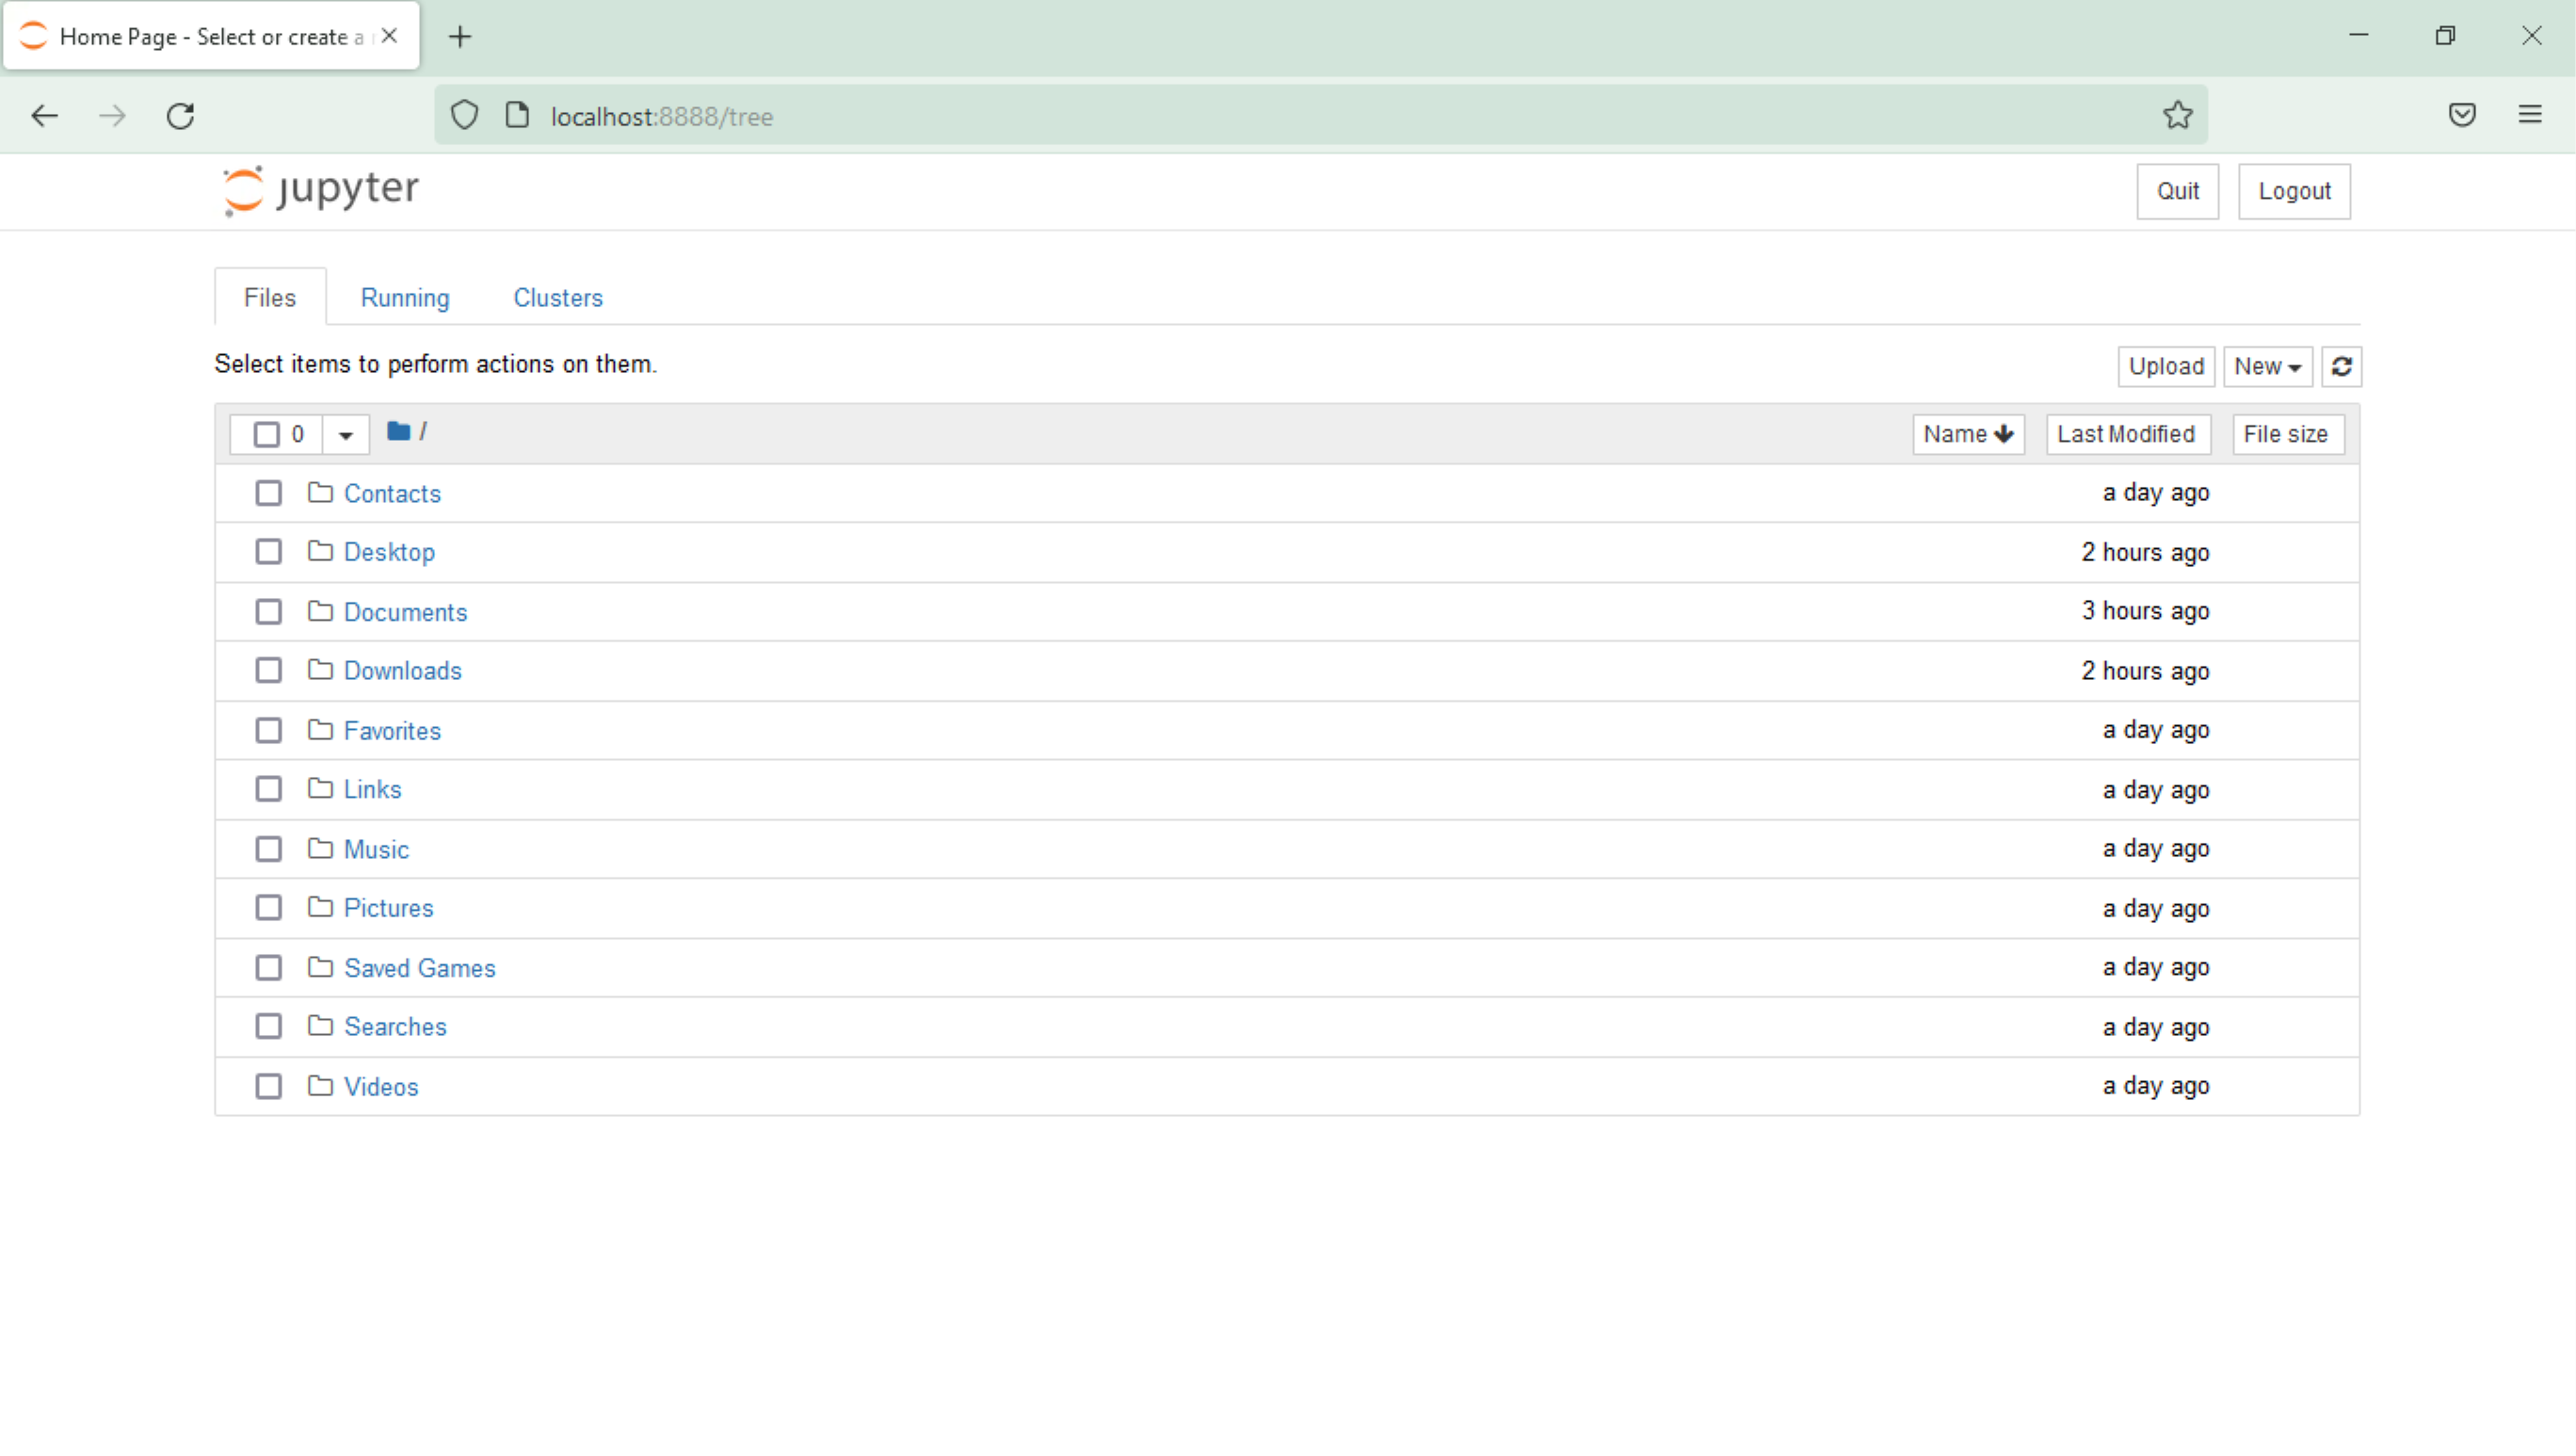 Home Page - Select or create a
localhost:8888/tree
jupyter
Quit Logout
Files Running Clusters
Select items to perform actions on them.
Upload New
0 / Name Last Modified File size
Contacts a day ago
Desktop 2 hours ago
Documents 3 hours ago
Downloads 2 hours ago
Favorites a day ago
Links a day ago
Music a day ago
Pictures a day ago
Saved Games a day ago
Searches a day ago
Videos a day ago